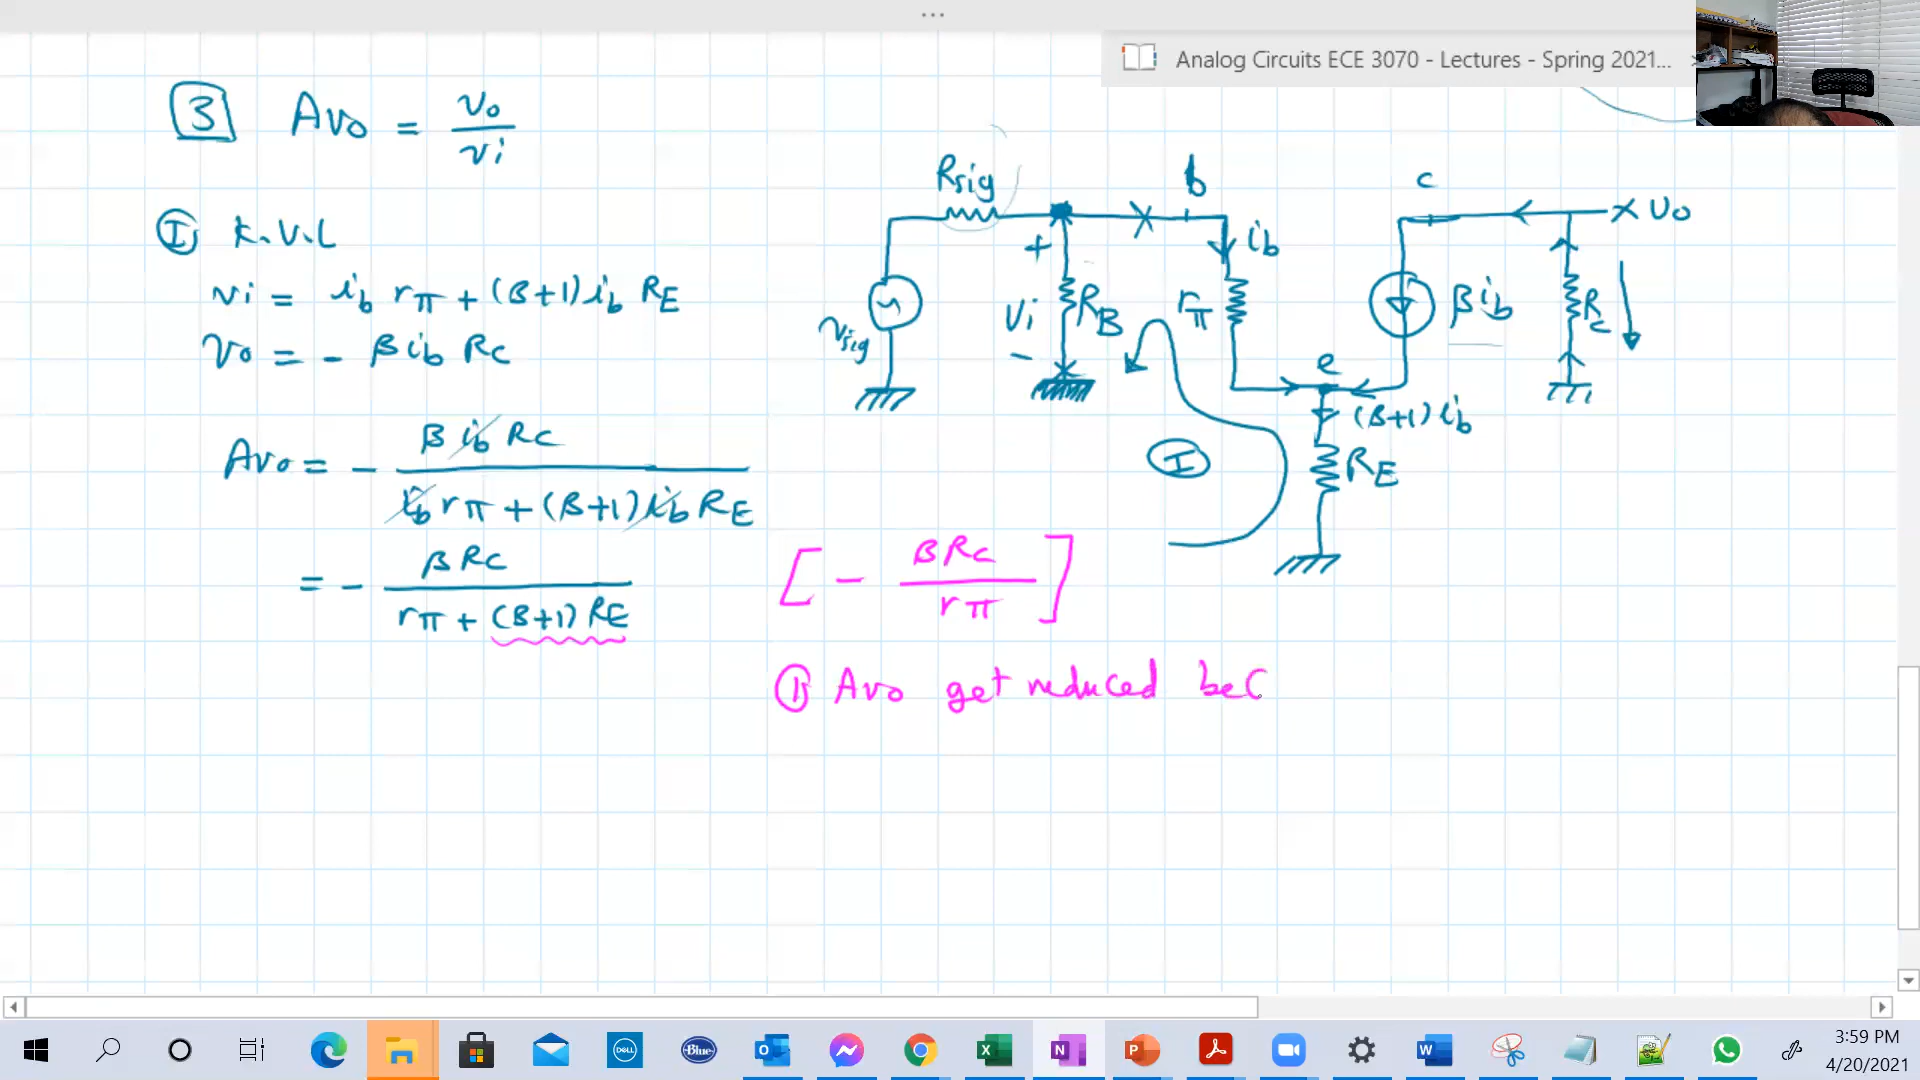 Analog Circuits ECE 3070 - Lectures - Spring 2021...
3 Avo = vo / vi
I K.V.L
vi = ib rπ + (β+1) ib RE
vo = - β ib RC
Avo = - β ib RC / ib rπ + (β+1) ib RE
= - β RC / rπ + (β+1) RE
[ - β RC / rπ ]
① Avo get reduced bec
Rsig
b
c
vo
+
ib
vsig
Vi
RB
rπ
β ib
Rc
-
e
(β+1) ib
I
RE
DELL
Blue
3:59 PM
4/20/2021